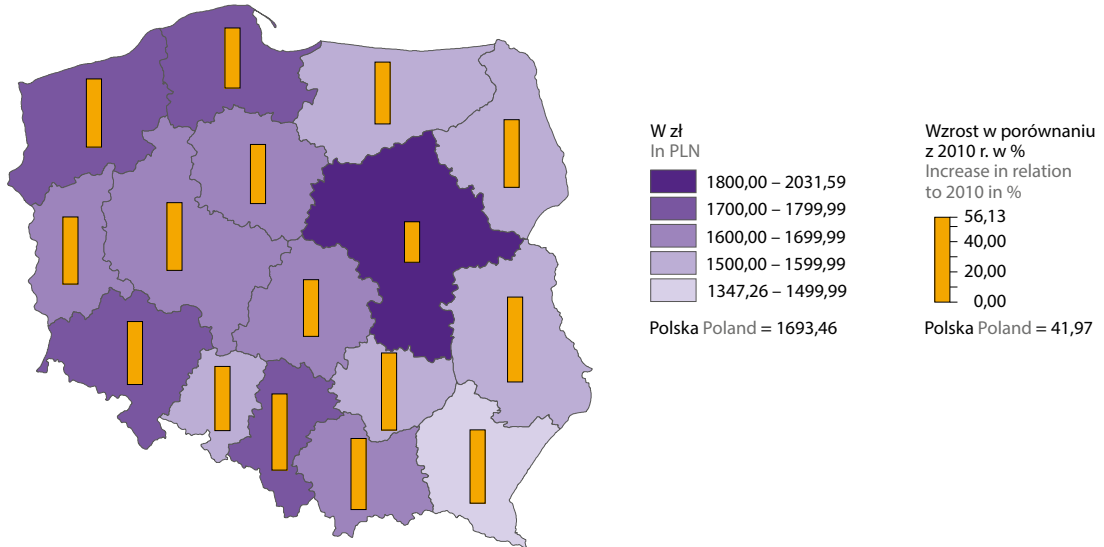 W zł
In PLN
1800,00 – 2031,59
1700,00 – 1799,99
1600,00 – 1699,99
1500,00 – 1599,99
1347,26 – 1499,99
Polska Poland = 1693,46
Wzrost w porównaniu
z 2010 r. w %
Increase in relation
to 2010 in %
56,13
40,00
20,00
0,00
Polska Poland = 41,97